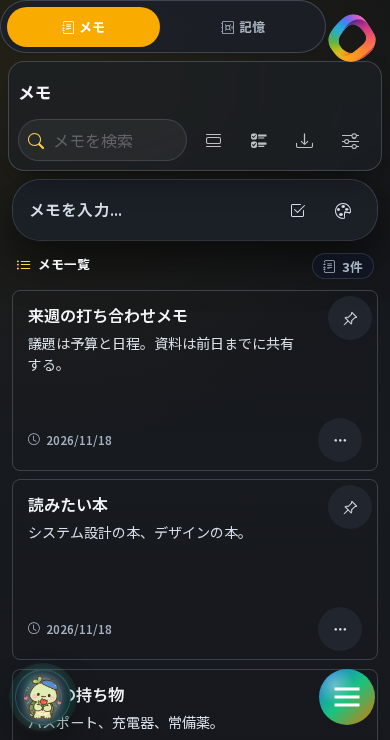 メモ
記憶
メモ
メモを検索
メモを入力...
メモ一覧
3件
来週の打ち合わせメモ
議題は予算と日程。資料は前日までに共有
する。
2026/11/18
読みたい本
システム設計の本、デザインの本。
2026/11/18
の持ち物
パスポート、充電器、常備薬。